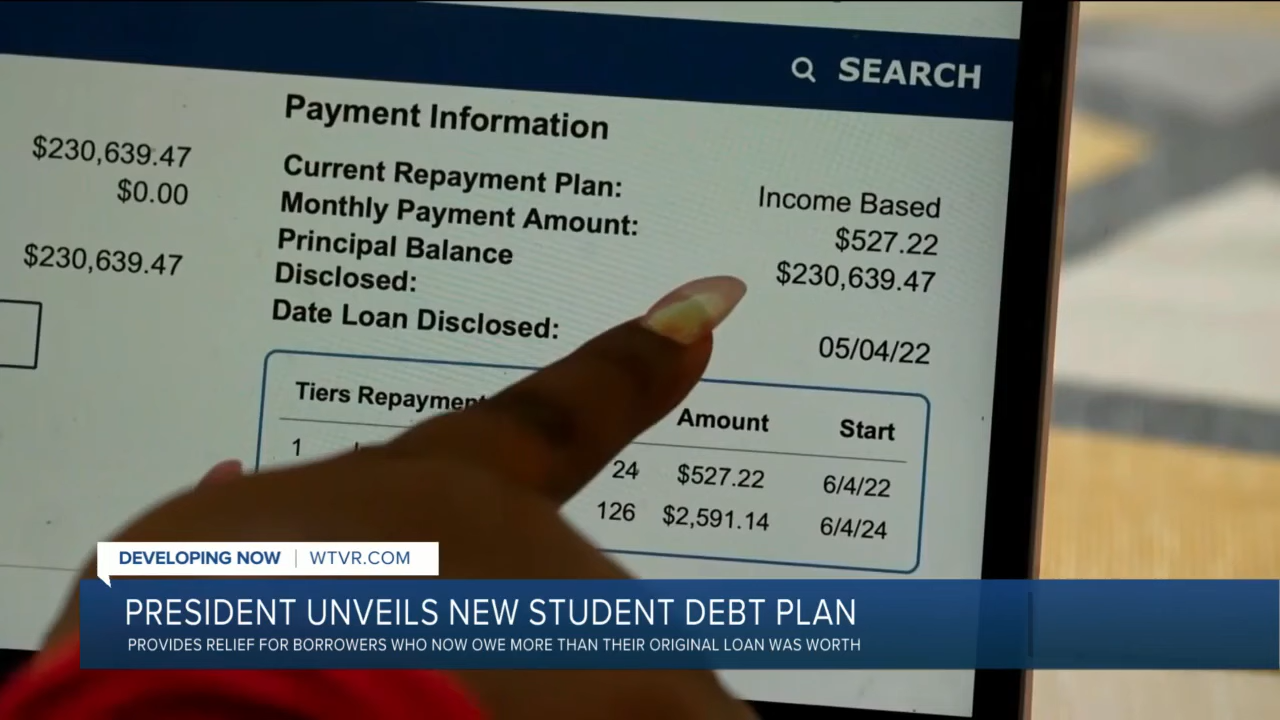 SEARCH
Payment Information
$230,639.47
$0.00
$230,639.47
Current Repayment Plan: Income Based
Monthly Payment Amount: $527.22
Principal Balance
Disclosed: $230,639.47
Date Loan Disclosed: 05/04/22
Tiers Amount Start
1 24 $527.22 6/4/22
126 $2,591.14 6/4/24
DEVELOPING NOW | WTVR.COM
PRESIDENT UNVEILS NEW STUDENT DEBT PLAN
PROVIDES RELIEF FOR BORROWERS WHO NOW OWE MORE THAN THEIR ORIGINAL LOAN WAS WORTH